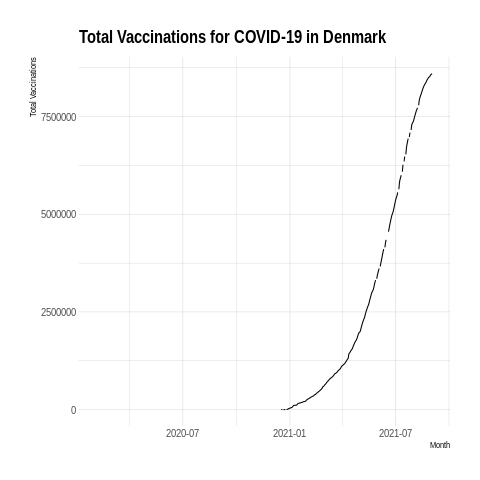 Total Vaccinations for COVID-19 in Denmark
Total Vaccinations
7500000
5000000
2500000
0
2020-07
2021-01
2021-07
Month